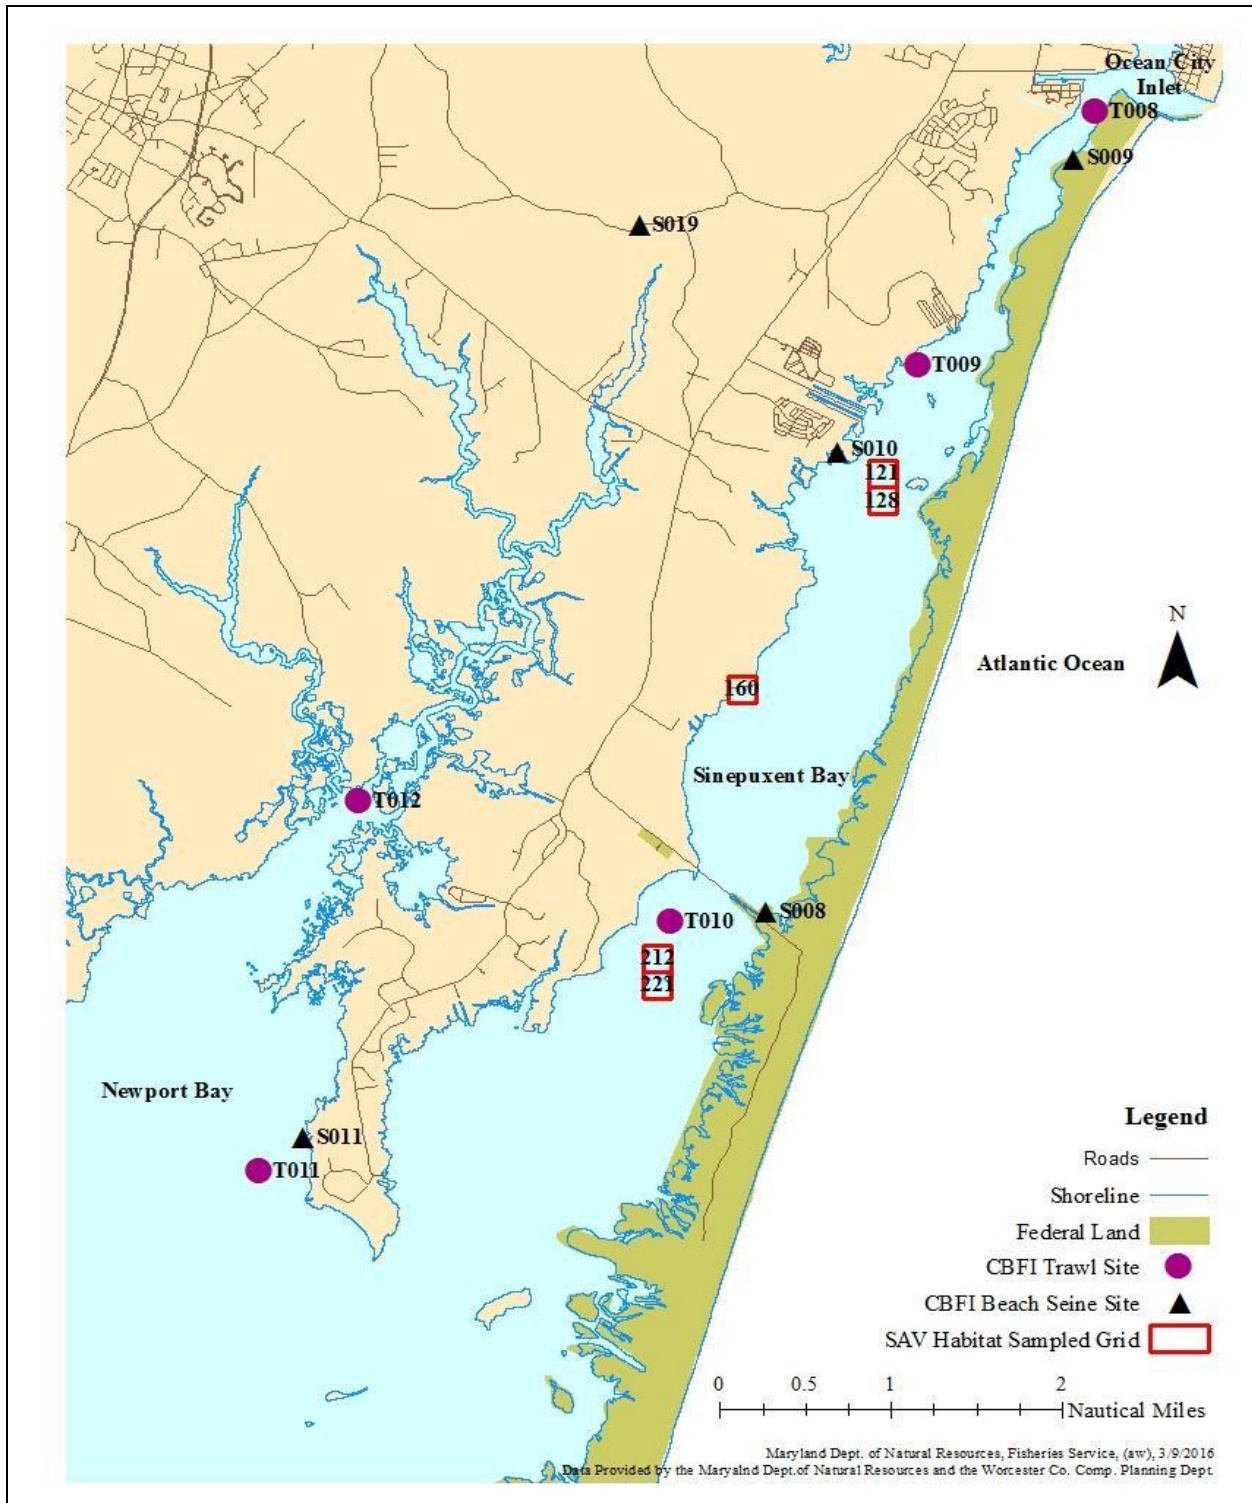 Ocean City
Inlet
T008
S009
S019
T009
S010
121
128
N
Atlantic Ocean
160
Sinepuxent Bay
T012
S008
T010
212
221
Newport Bay
S011
T011
Legend
Roads
Shoreline
Federal Land
CBFI Trawl Site
CBFI Beach Seine Site
SAV Habitat Sampled Grid
0 0.5 1 2
Nautical Miles
Maryland Dept. of Natural Resources, Fisheries Service, (aw), 3/9/2016
Data Provided by the Maryalnd Dept.of Natural Resources and the Worcester Co. Comp. Planning Dept.